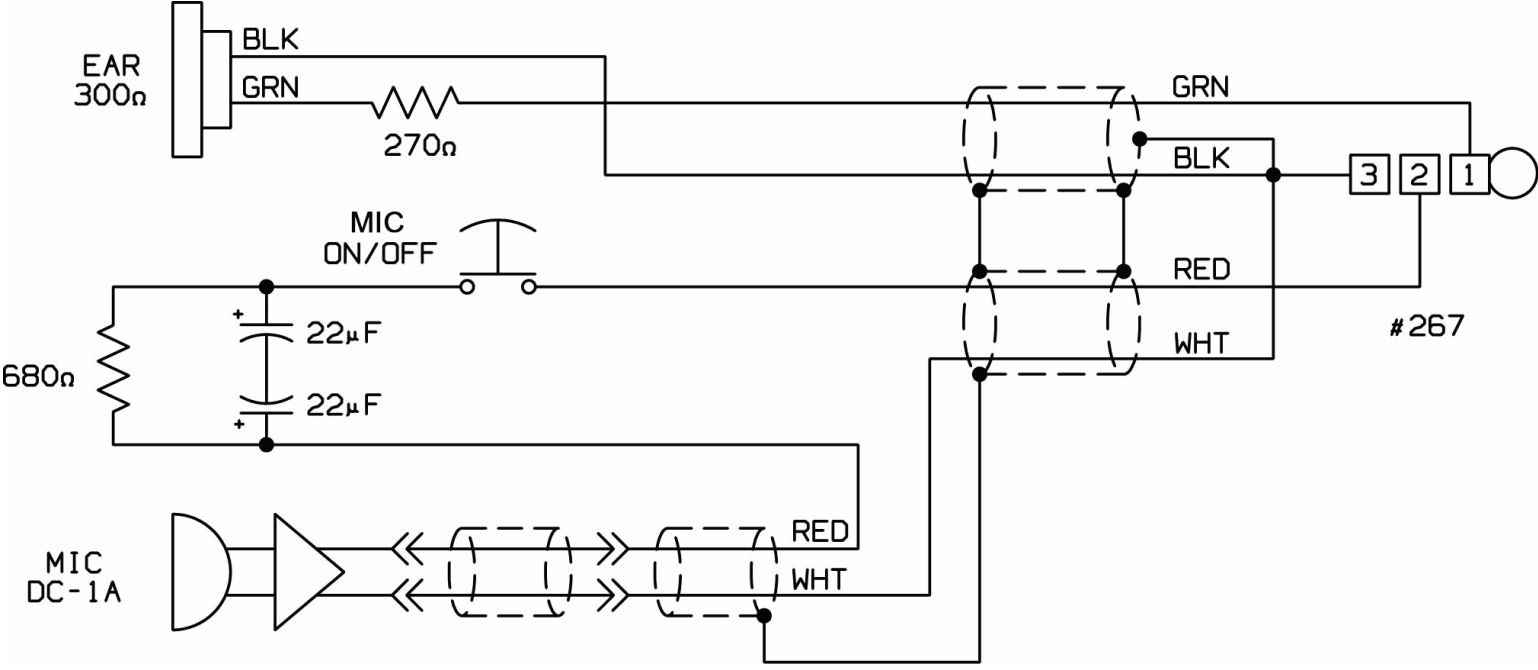 BLK
EAR
300Ω
GRN
270Ω
GRN
BLK
3 2 1
MIC
ON/OFF
RED
#267
+
22µF
WHT
680Ω
22µF
+
RED
MIC
DC-1A
WHT